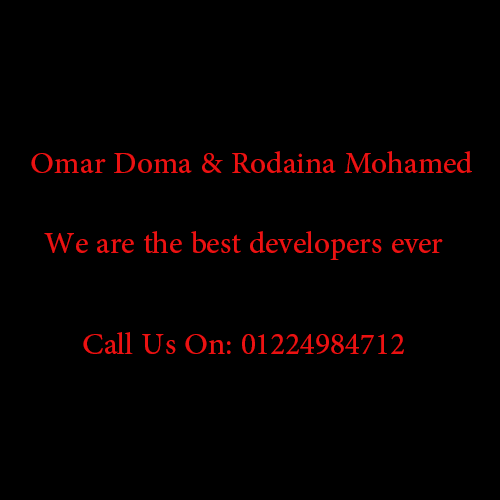 Omar Doma & Rodaina Mohamed
We are the best developers ever
Call Us On: 01224984712